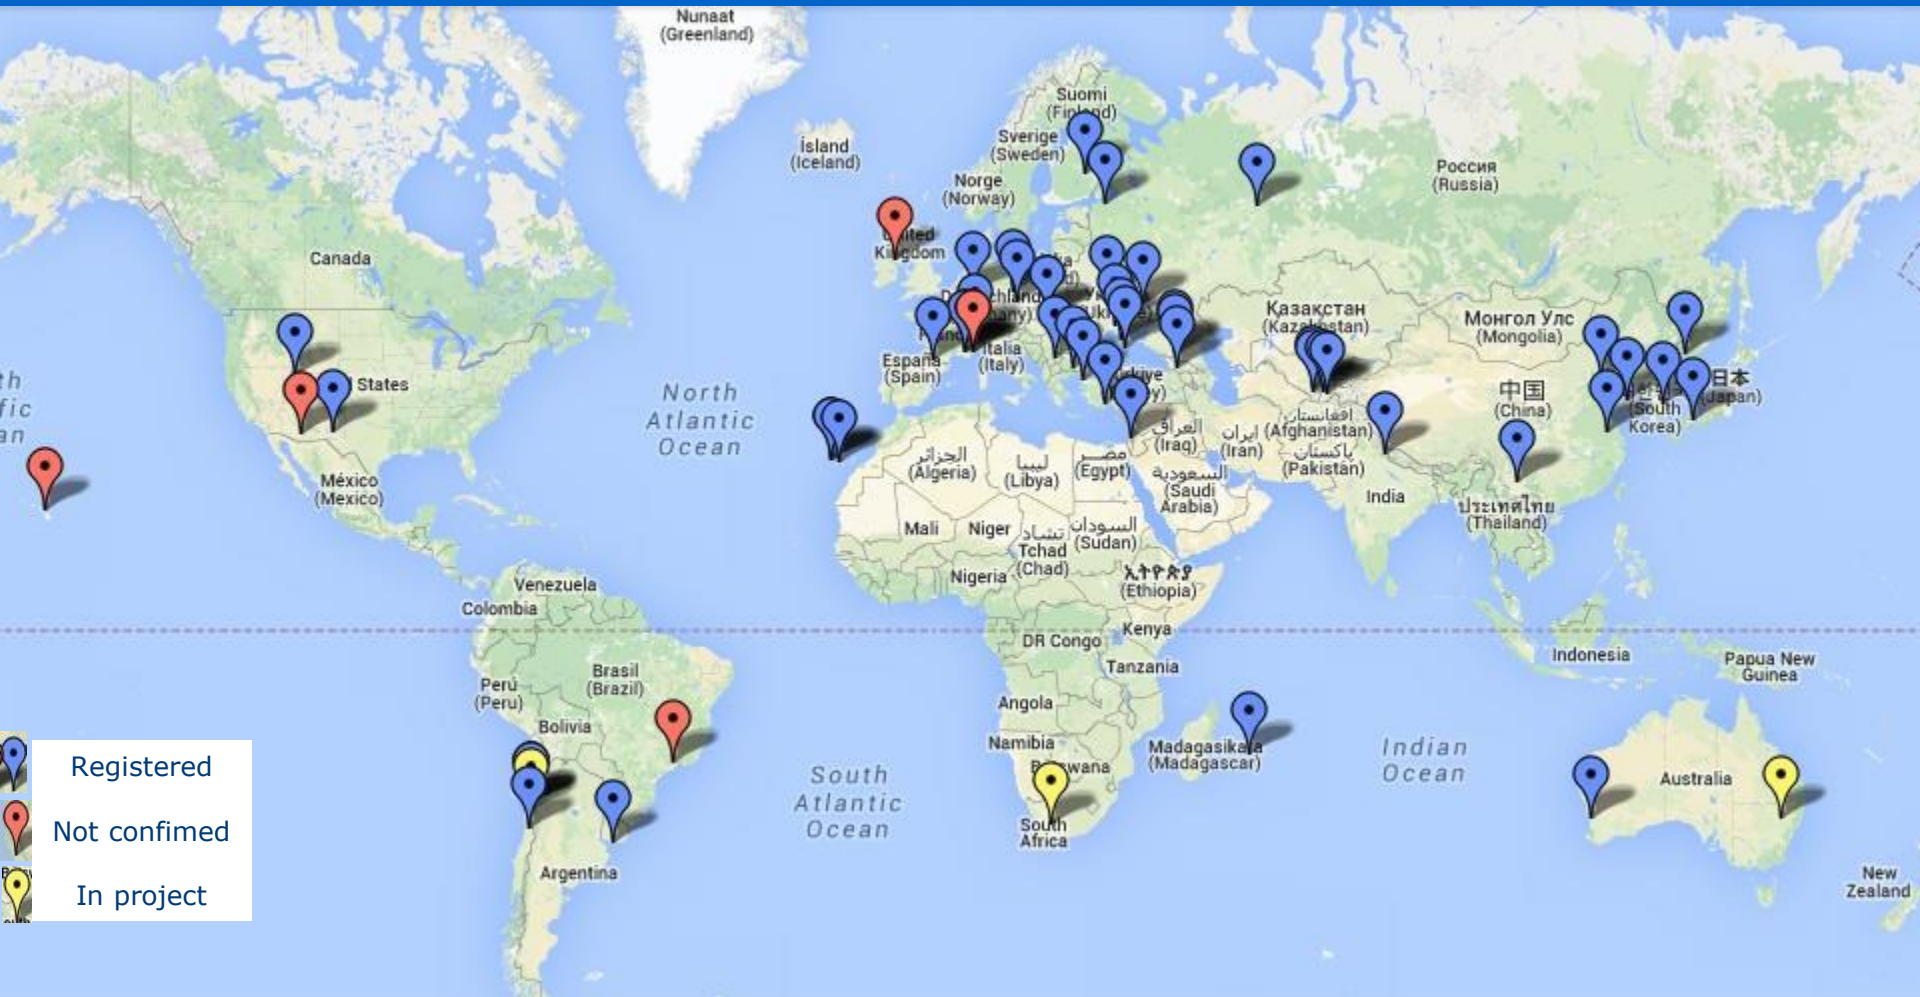 Nunaat
(Greenland)
Suomi
Ísland
(Iceland)
Sverige
(Sweden)
Norge
(Norway)
Россия
(Russia)
Kingdom
Canada
Қазақстан
Монгол Улс
(Mongolia)
España
(Spain)
Italia
(Italy)
States
North
Atlantic
Ocean
中国
(China)
日本
(South
Korea)
افغانستان
(Afghanistan)
العراق
(Iraq)
ایران
(Iran)
پاکستان
(Pakistan)
México
(Mexico)
الجزائر
(Algeria)
ليبيا
(Libya)
مصر
(Egypt)
السعودية
(Saudi
Arabia)
India
ประเทศไทย
(Thailand)
Mali
Niger
تشاد
Tchad
(Chad)
السودان
(Sudan)
Nigeria
ኢትዮጵያ
(Ethiopia)
Venezuela
Colombia
DR Congo
Kenya
Tanzania
Indonesia
Papua New
Guinea
Brasil
(Brazil)
Perú
(Peru)
Bolivia
Angola
Namibia
Madagasikara
(Madagascar)
Indian
Ocean
Australia
South
Atlantic
Ocean
South
Africa
Argentina
New
Zealand
Registered
Not confimed
In project